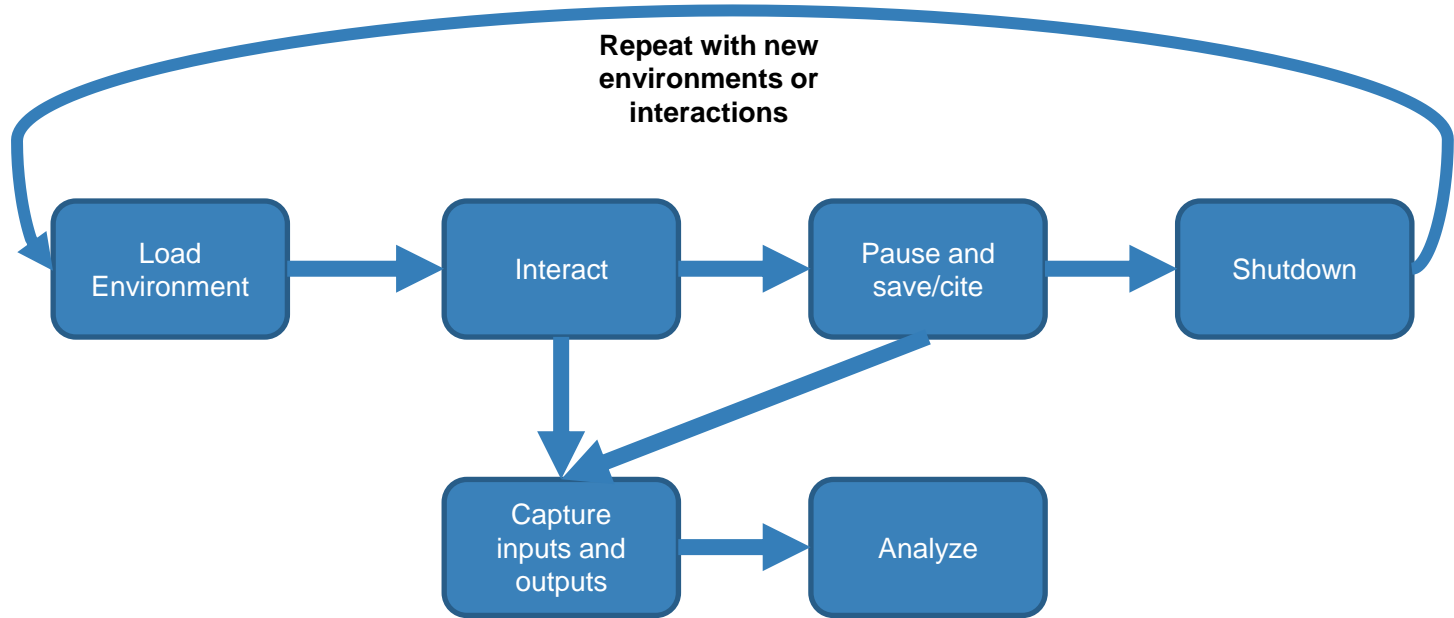 Repeat with new
environments or
interactions
Load
Environment
Interact
Pause and
save/cite
Shutdown
Capture
inputs and
outputs
Analyze